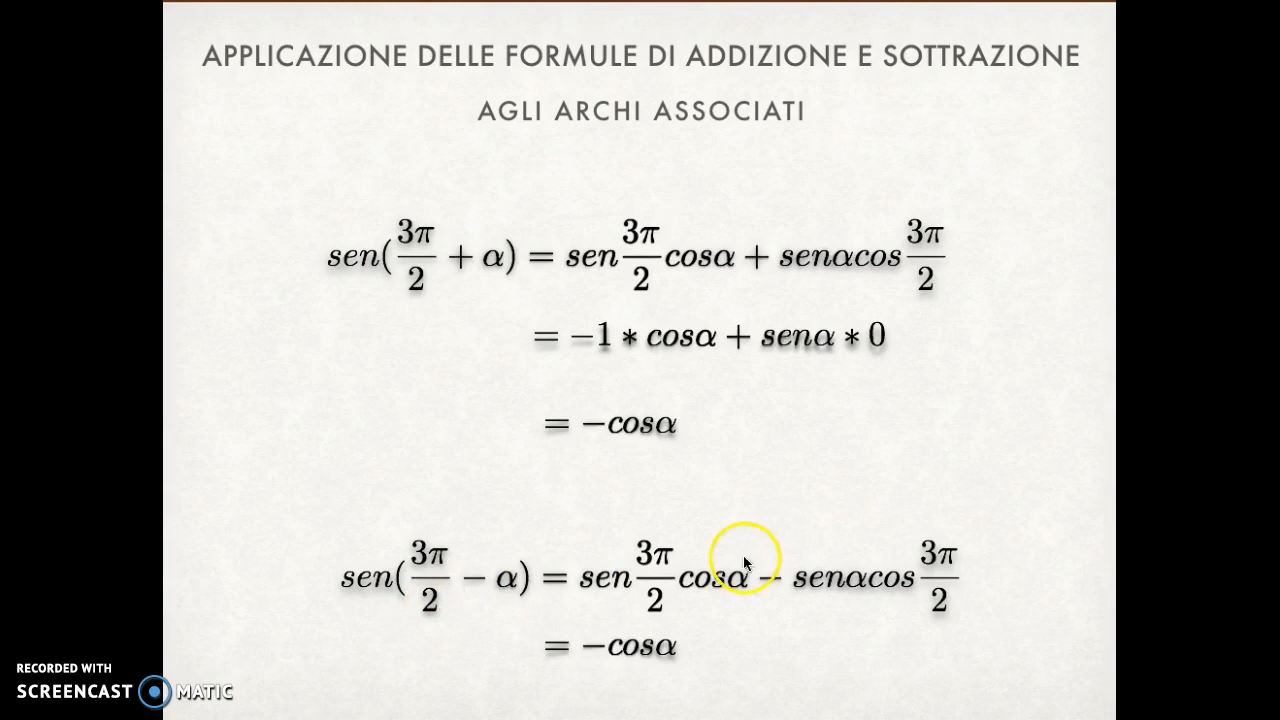 APPLICAZIONE DELLE FORMULE DI ADDIZIONE E SOTTRAZIONE
AGLI ARCHI ASSOCIATI
sen(3π/2 + α) = sen 3π/2 cosα + senαcos 3π/2
= −1 * cosα + senα * 0
= −cosα
sen(3π/2 − α) = sen 3π/2 cosα − senαcos 3π/2
= −cosα
RECORDED WITH
SCREENCAST MATIC